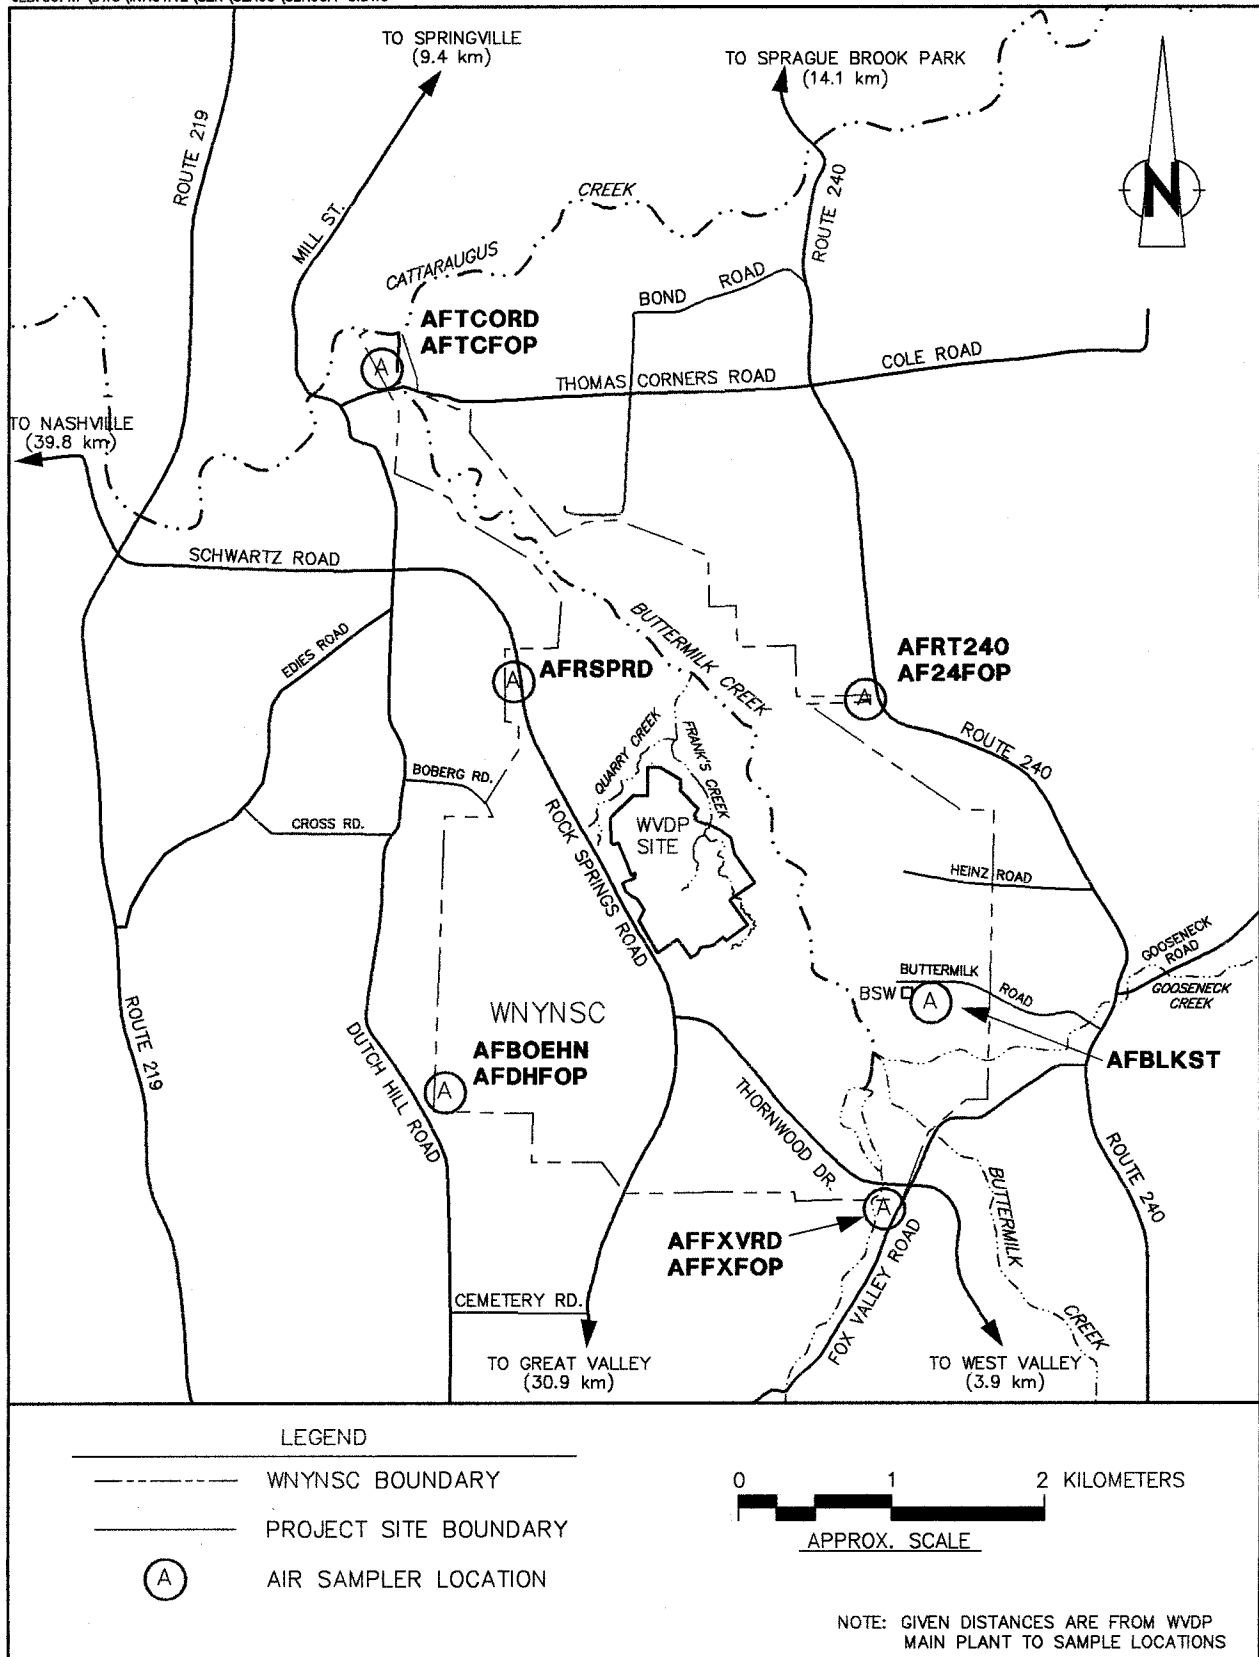 TO SPRINGVILLE
(9.4 km)
TO SPRAGUE BROOK PARK
(14.1 km)
ROUTE 219
MILL ST.
CREEK
ROUTE 240
N
CATTARAUGUS
BOND
ROAD
AFTCORD
AFTCFOP
A
COLE ROAD
THOMAS CORNERS ROAD
TO NASHVILLE
(39.8 km)
SCHWARTZ ROAD
EDIES ROAD
BUTTERMILK CREEK
AFRSPRD
A
AFRT240
AF24FOP
A
ROUTE 240
QUARRY CREEK
FRANK'S CREEK
BOBERG RD.
CROSS RD.
ROCK SPRINGS ROAD
WVDP
SITE
HEINZ ROAD
GOOSENECK
ROAD
BUTTERMILK
ROAD
GOOSENECK
CREEK
BSW
A
WNYNSC
AFBOEHN
AFDHFOP
A
AFBLKST
ROUTE 219
DUTCH HILL ROAD
THORNWOOD DR.
ROUTE 240
BUTTERMILK
CREEK
AFFXVRD
AFFXFOP
A
FOX VALLEY ROAD
CEMETERY RD.
TO GREAT VALLEY
(30.9 km)
TO WEST VALLEY
(3.9 km)
LEGEND
WNYNSC BOUNDARY
PROJECT SITE BOUNDARY
A AIR SAMPLER LOCATION
0 1 2 KILOMETERS
APPROX. SCALE
NOTE: GIVEN DISTANCES ARE FROM WVDP
MAIN PLANT TO SAMPLE LOCATIONS